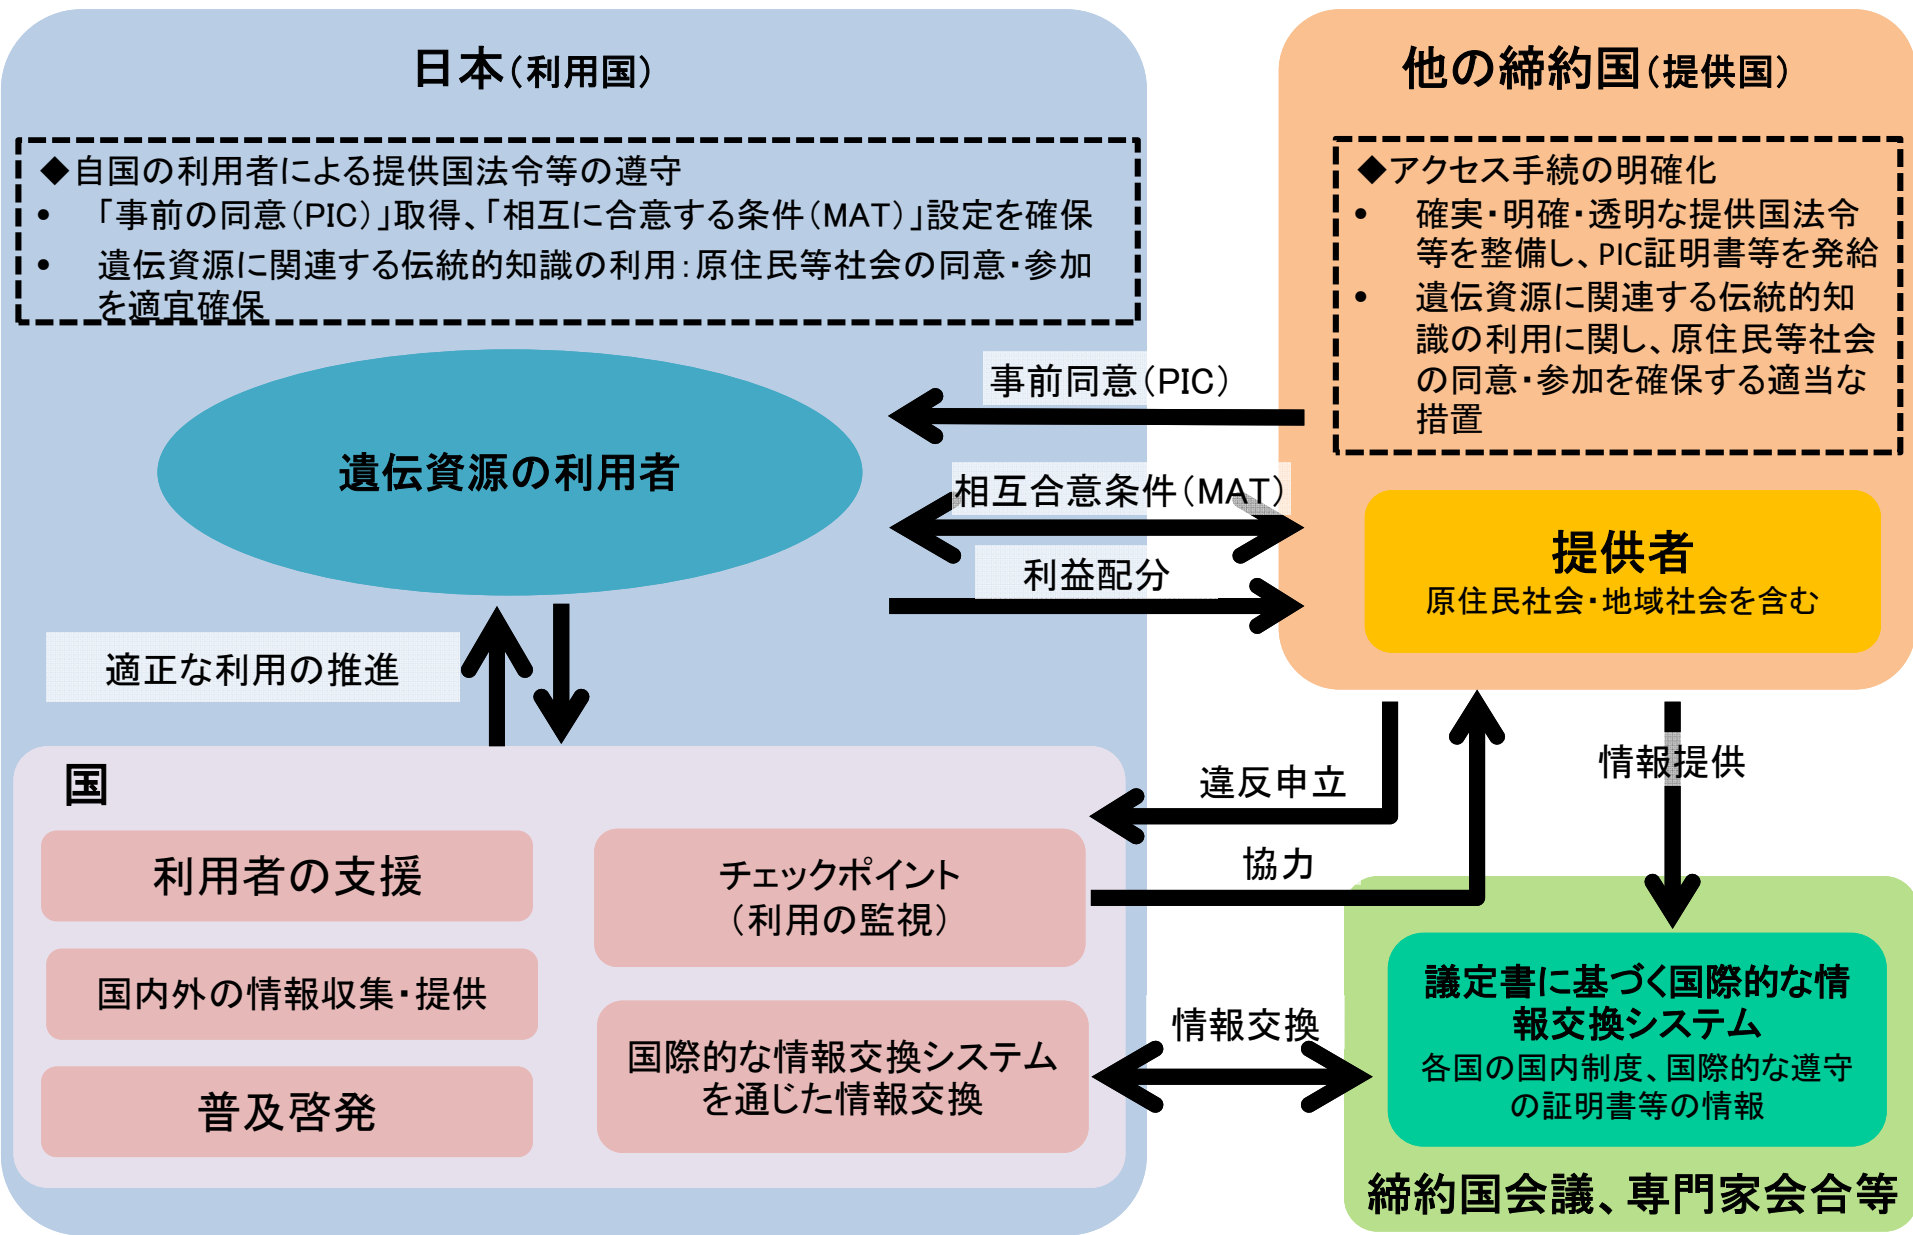 日本（利用国）
◆自国の利用者による提供国法令等の遵守
• 「事前の同意（PIC）」取得、「相互に合意する条件（MAT）」設定を確保
• 遺伝資源に関連する伝統的知識の利用：原住民等社会の同意・参加
を適宜確保
遺伝資源の利用者
適正な利用の推進
国
利用者の支援
国内外の情報収集・提供
普及啓発
チェックポイント
（利用の監視）
国際的な情報交換システム
を通じた情報交換
事前同意（PIC）
相互合意条件（MAT）
利益配分
違反申立
協力
情報交換
情報提供
他の締約国（提供国）
◆アクセス手続の明確化
• 確実・明確・透明な提供国法令
等を整備し、PIC証明書等を発給
• 遺伝資源に関連する伝統的知
識の利用に関し、原住民等社会
の同意・参加を確保する適当な
措置
提供者
原住民社会・地域社会を含む
議定書に基づく国際的な情
報交換システム
各国の国内制度、国際的な遵守
の証明書等の情報
締約国会議、専門家会合等